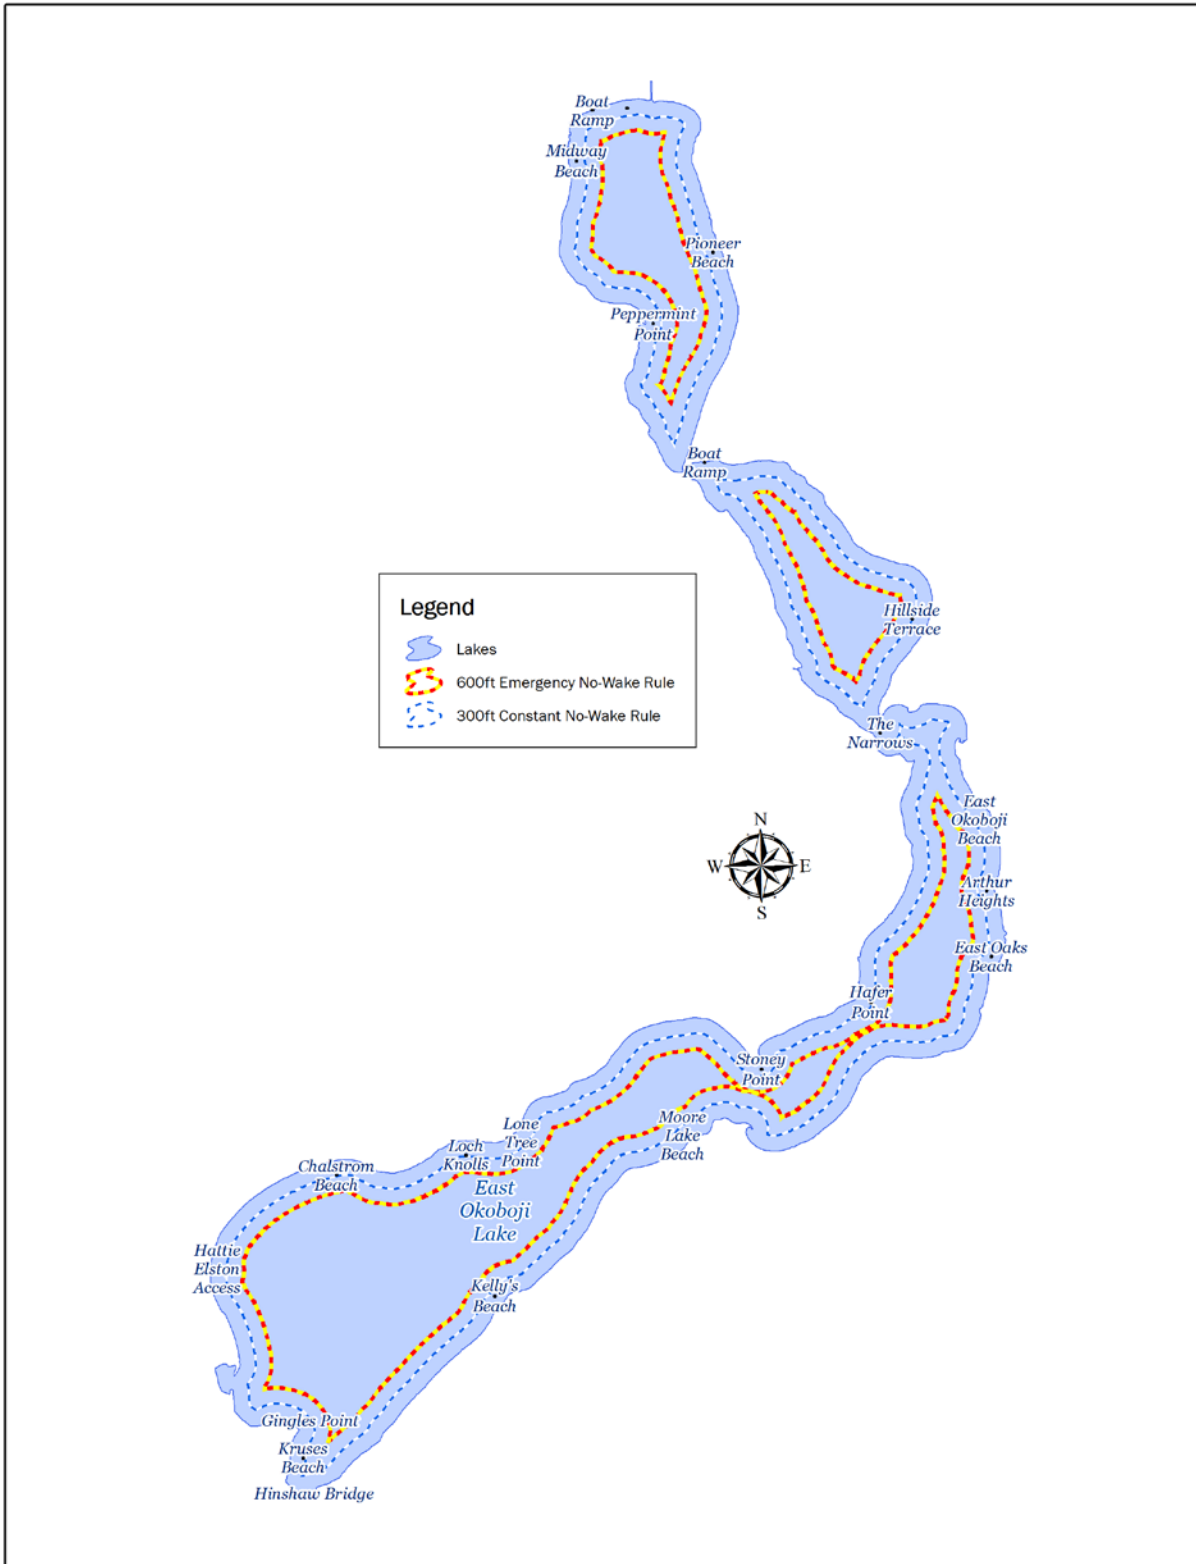 Boat
Ramp
Midway
Beach
Pioneer
Beach
Peppermint
Point
Boat
Ramp
Legend
Lakes
600ft Emergency No-Wake Rule
300ft Constant No-Wake Rule
Hillside
Terrace
The
Narrows
East
Okoboji
Beach
N
W
E
S
Arthur
Heights
East Oaks
Beach
Hafer
Point
Stoney
Point
Moore
Lake
Beach
Lone
Tree
Point
Loch
Knolls
Chalstrom
Beach
East
Okoboji
Lake
Hattie
Elston
Access
Kelly's
Beach
Gingles Point
Kruses
Beach
Hinshaw Bridge